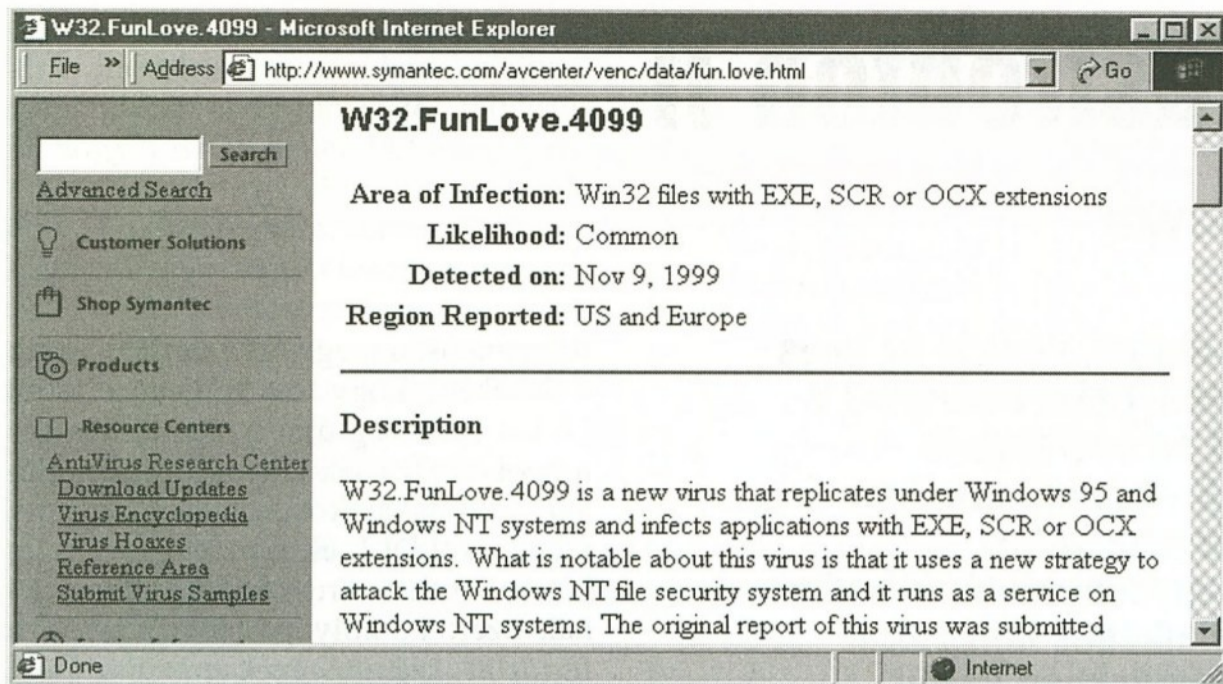 W32.FunLove.4099 - Microsoft Internet Explorer
File » Address http://www.symantec.com/avcenter/venc/data/fun.love.html Go
Search
Advanced Search
Customer Solutions
Shop Symantec
Products
Resource Centers
AntiVirus Research Center
Download Updates
Virus Encyclopedia
Virus Hoaxes
Reference Area
Submit Virus Samples
W32.FunLove.4099
Area of Infection: Win32 files with EXE, SCR or OCX extensions
Likelihood: Common
Detected on: Nov 9, 1999
Region Reported: US and Europe
Description
W32.FunLove.4099 is a new virus that replicates under Windows 95 and
Windows NT systems and infects applications with EXE, SCR or OCX
extensions. What is notable about this virus is that it uses a new strategy to
attack the Windows NT file security system and it runs as a service on
Windows NT systems. The original report of this virus was submitted
Done
Internet